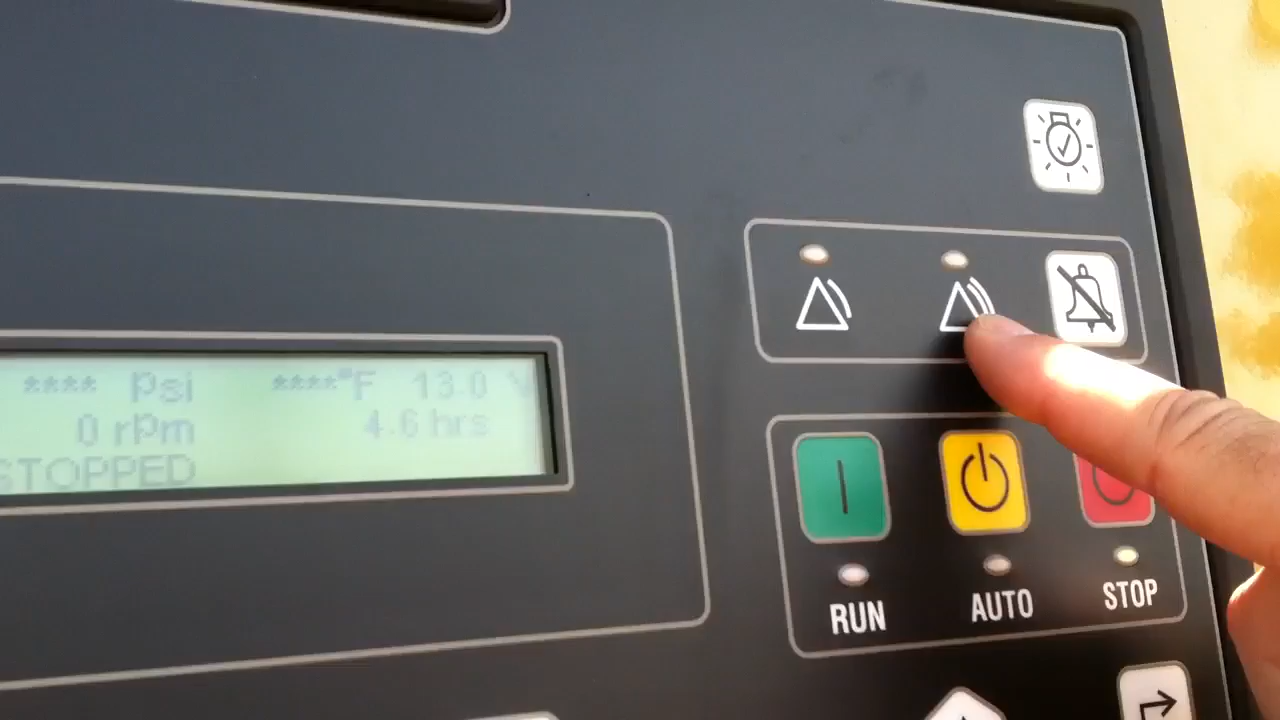 **** psi ****°F 13.0 V
0 rpm 4.6 hrs
STOPPED
RUN AUTO STOP